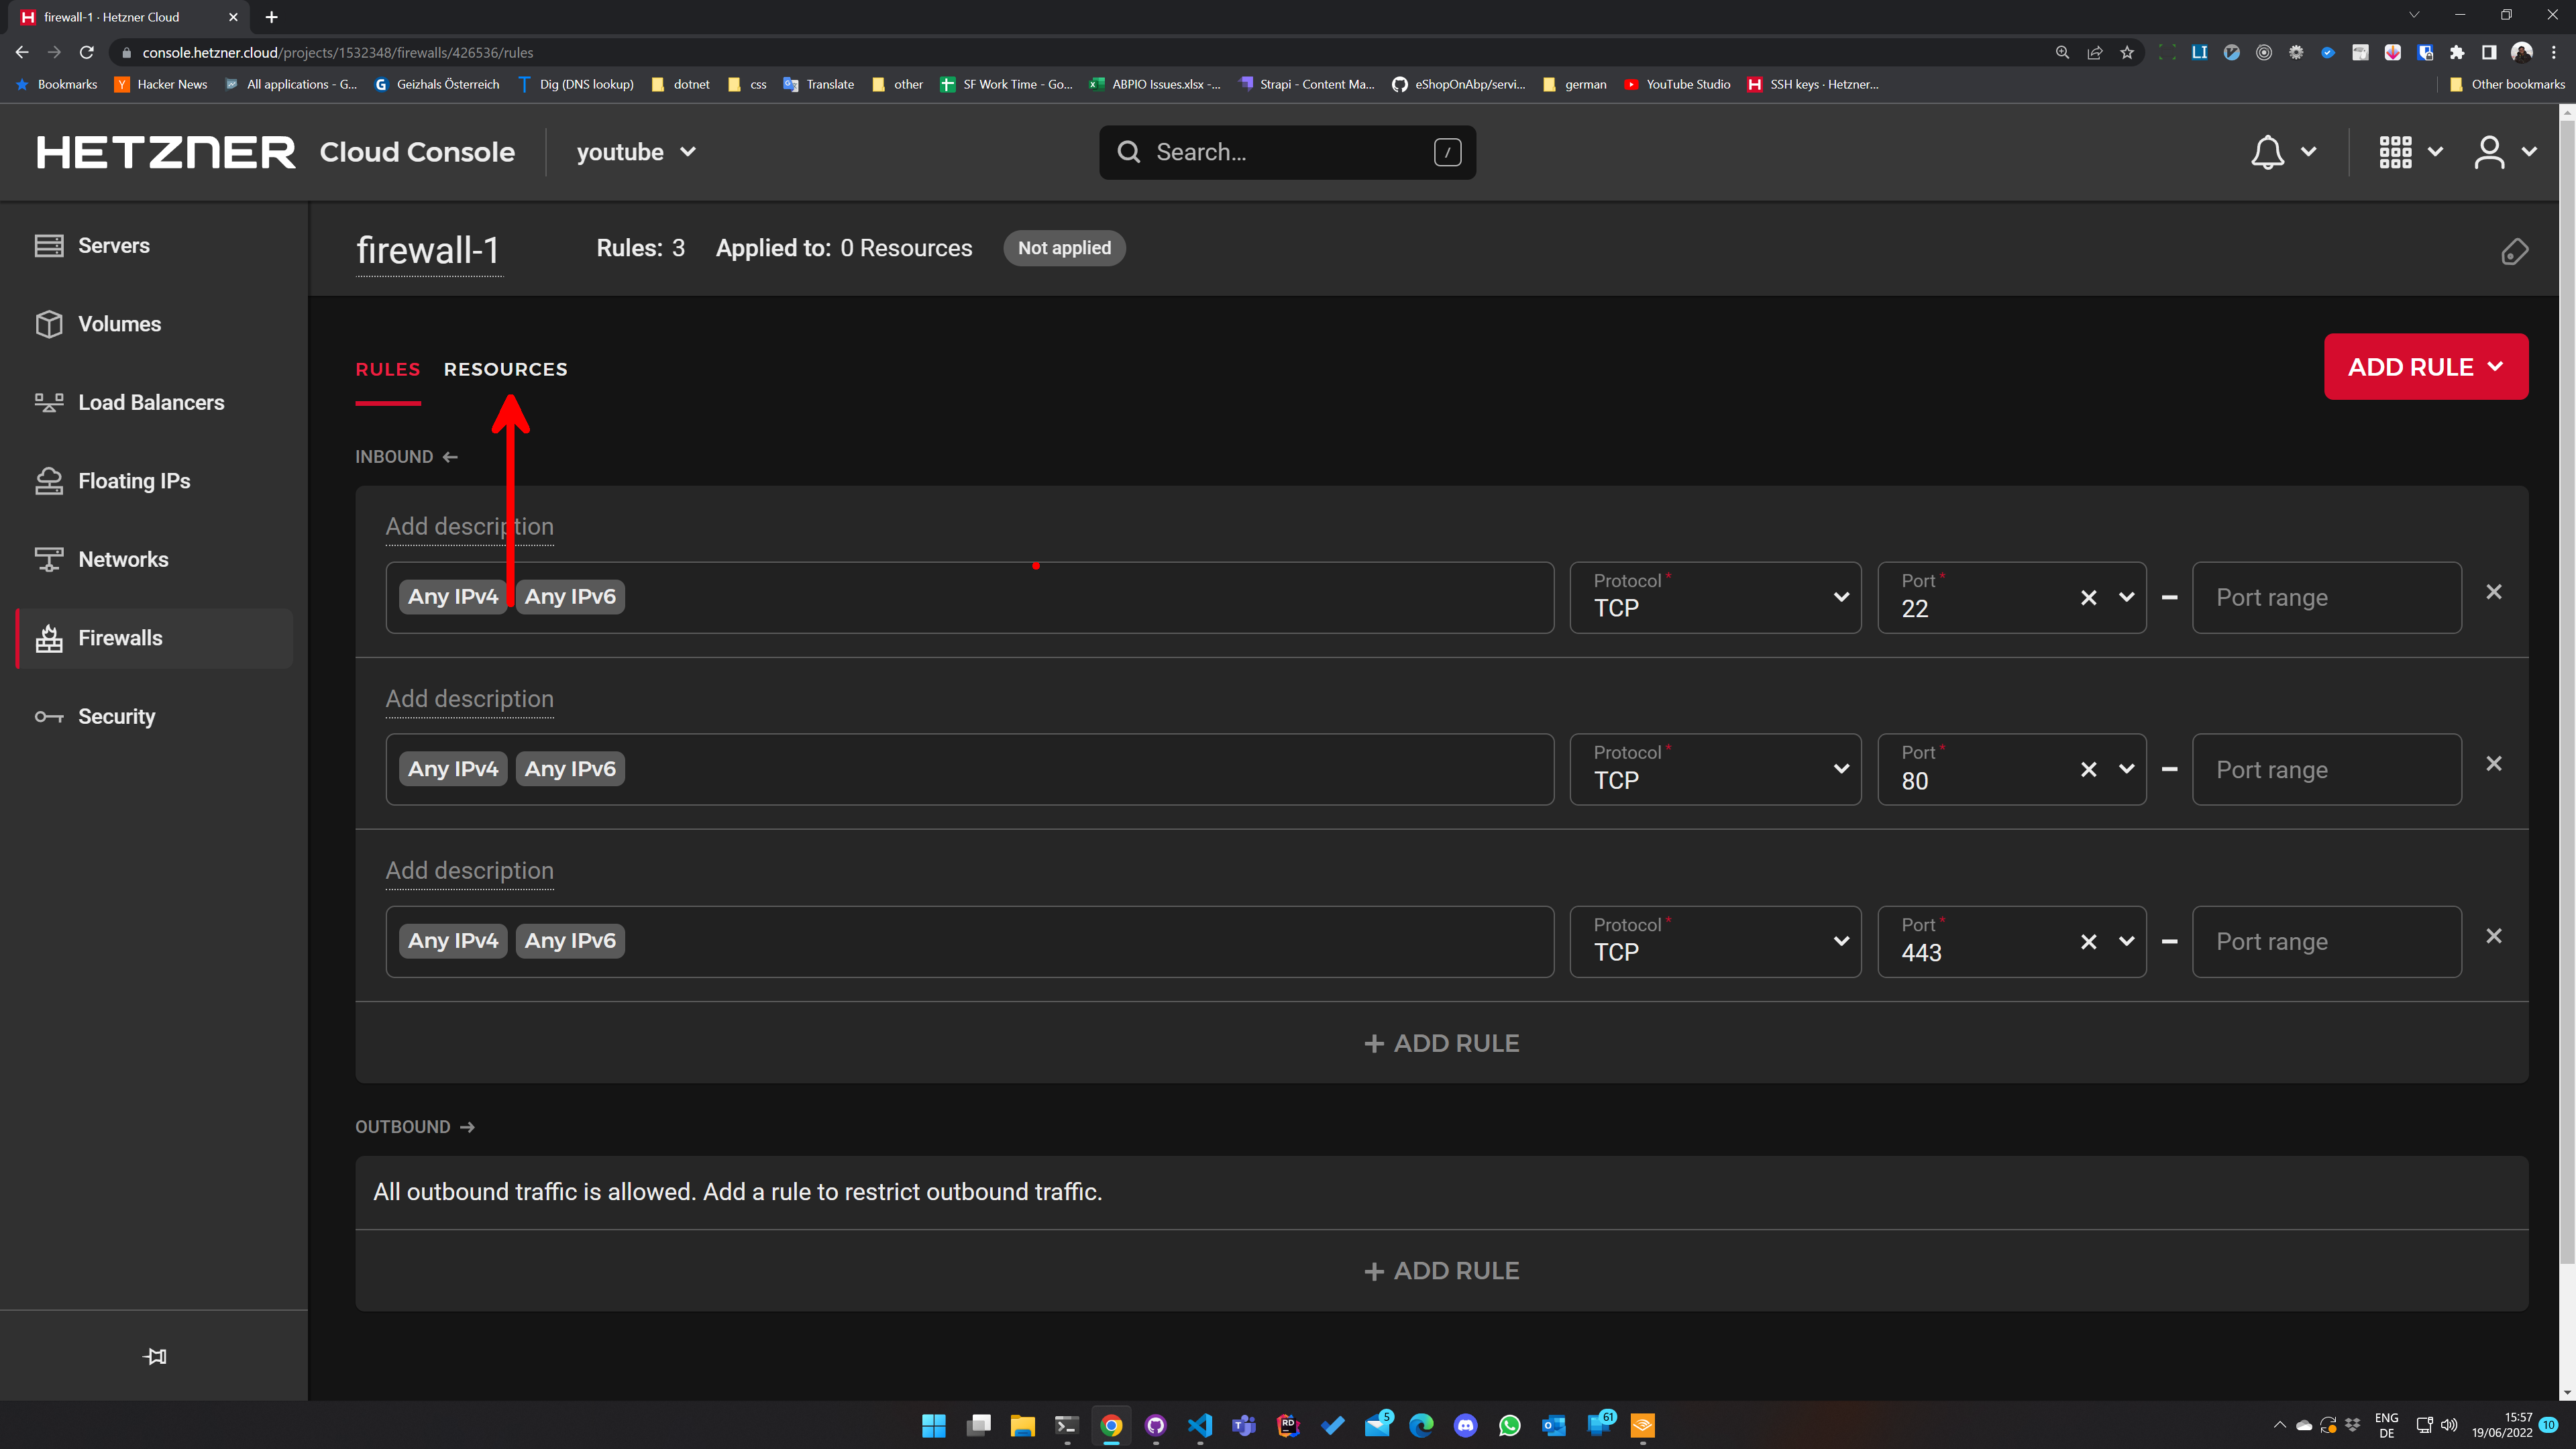 firewall-1 · Hetzner Cloud
console.hetzner.cloud/projects/1532348/firewalls/426536/rules
Bookmarks Hacker News All applications - G... Geizhals Österreich Dig (DNS lookup) dotnet css Translate other SF Work Time - Go... ABPIO Issues.xlsx -... Strapi - Content Ma... eShopOnAbp/servi... german YouTube Studio SSH keys · Hetzner... Other bookmarks
HETZNER Cloud Console youtube Search... /
Servers
Volumes
Load Balancers
Floating IPs
Networks
Firewalls
Security
firewall-1 Rules: 3 Applied to: 0 Resources Not applied
RULES RESOURCES ADD RULE
INBOUND ←
Add description
Any IPv4 Any IPv6 Protocol * TCP Port * 22 Port range
Add description
Any IPv4 Any IPv6 Protocol * TCP Port * 80 Port range
Add description
Any IPv4 Any IPv6 Protocol * TCP Port * 443 Port range
+ ADD RULE
OUTBOUND →
All outbound traffic is allowed. Add a rule to restrict outbound traffic.
+ ADD RULE
5 61
ENG
DE
15:57
19/06/2022
10